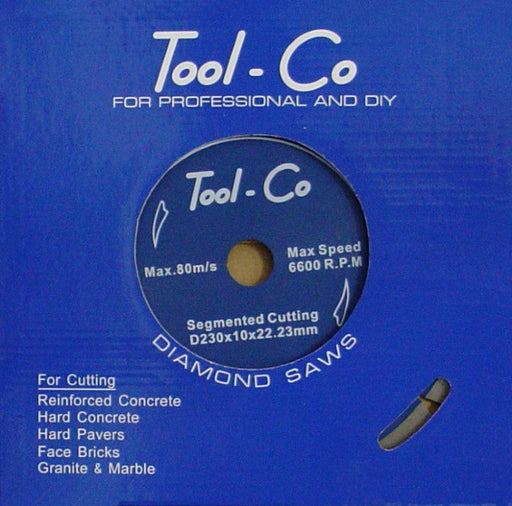 Tool - Co
FOR PROFESSIONAL AND DIY
Tool - Co
Max.80m/s
Max Speed
6600 R.P.M
Segmented Cutting
D230x10x22.23mm
DIAMOND SAWS
For Cutting
Reinforced Concrete
Hard Concrete
Hard Pavers
Face Bricks
Granite & Marble